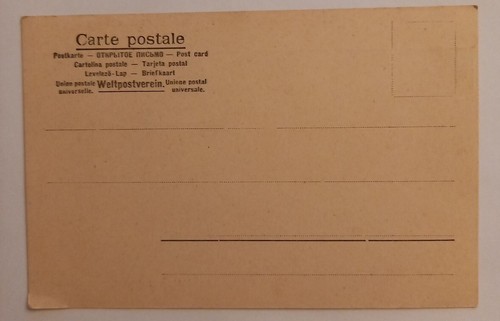 Carte postale
Postkarte — ОТКРЫТОЕ ПИСЬМО — Post card
Cartolina postale — Tarjeta postal
Levelező-Lap — Briefkaart
Union postale universelle. Weltpostverein. Unione postal universale.